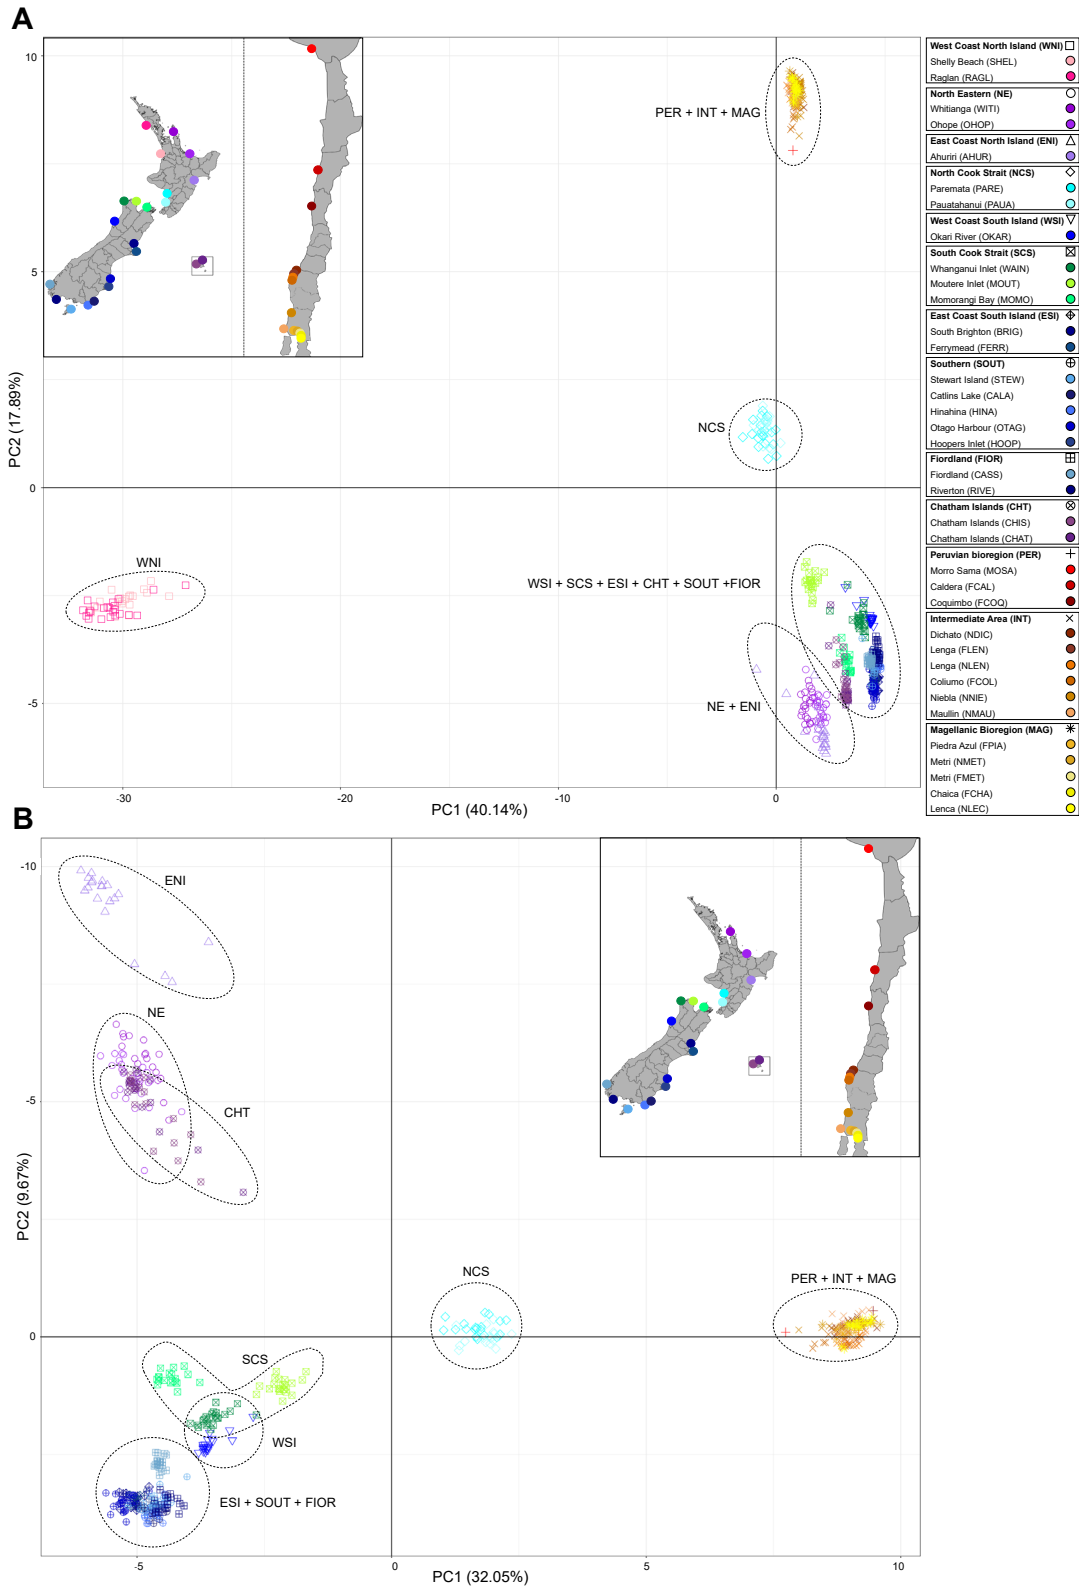 A
10
5
0
-5
-30
-20
-10
0
PC2 (17.89%)
PC1 (40.14%)
PER + INT + MAG
NCS
WNI
WSI + SCS + ESI + CHT + SOUT +FIOR
NE + ENI
West Coast North Island (WNI)
Shelly Beach (SHEL)
Raglan (RAGL)
North Eastern (NE)
Whitianga (WITI)
Ohope (OHOP)
East Coast North Island (ENI)
Ahuriri (AHUR)
North Cook Strait (NCS)
Paremata (PARE)
Pauatahanui (PAUA)
West Coast South Island (WSI)
Okari River (OKAR)
South Cook Strait (SCS)
Whanganui Inlet (WAIN)
Moutere Inlet (MOUT)
Momorangi Bay (MOMO)
East Coast South Island (ESI)
South Brighton (BRIG)
Ferrymead (FERR)
Southern (SOUT)
Stewart Island (STEW)
Catlins Lake (CALA)
Hinahina (HINA)
Otago Harbour (OTAG)
Hoopers Inlet (HOOP)
Fiordland (FIOR)
Fiordland (CASS)
Riverton (RIVE)
Chatham Islands (CHT)
Chatham Islands (CHIS)
Chatham Islands (CHAT)
Peruvian bioregion (PER)
Morro Sama (MOSA)
Caldera (FCAL)
Coquimbo (FCOQ)
Intermediate Area (INT)
Dichato (NDIC)
Lenga (FLEN)
Lenga (NLEN)
Coliumo (FCOL)
Niebla (NNIE)
Maullin (NMAU)
Magellanic Bioregion (MAG)
Piedra Azul (FPIA)
Metri (NMET)
Metri (FMET)
Chaica (FCHA)
Lenca (NLEC)
B
-10
-5
0
-5
0
5
10
PC2 (9.67%)
PC1 (32.05%)
ENI
NE
CHT
NCS
PER + INT + MAG
SCS
WSI
ESI + SOUT + FIOR